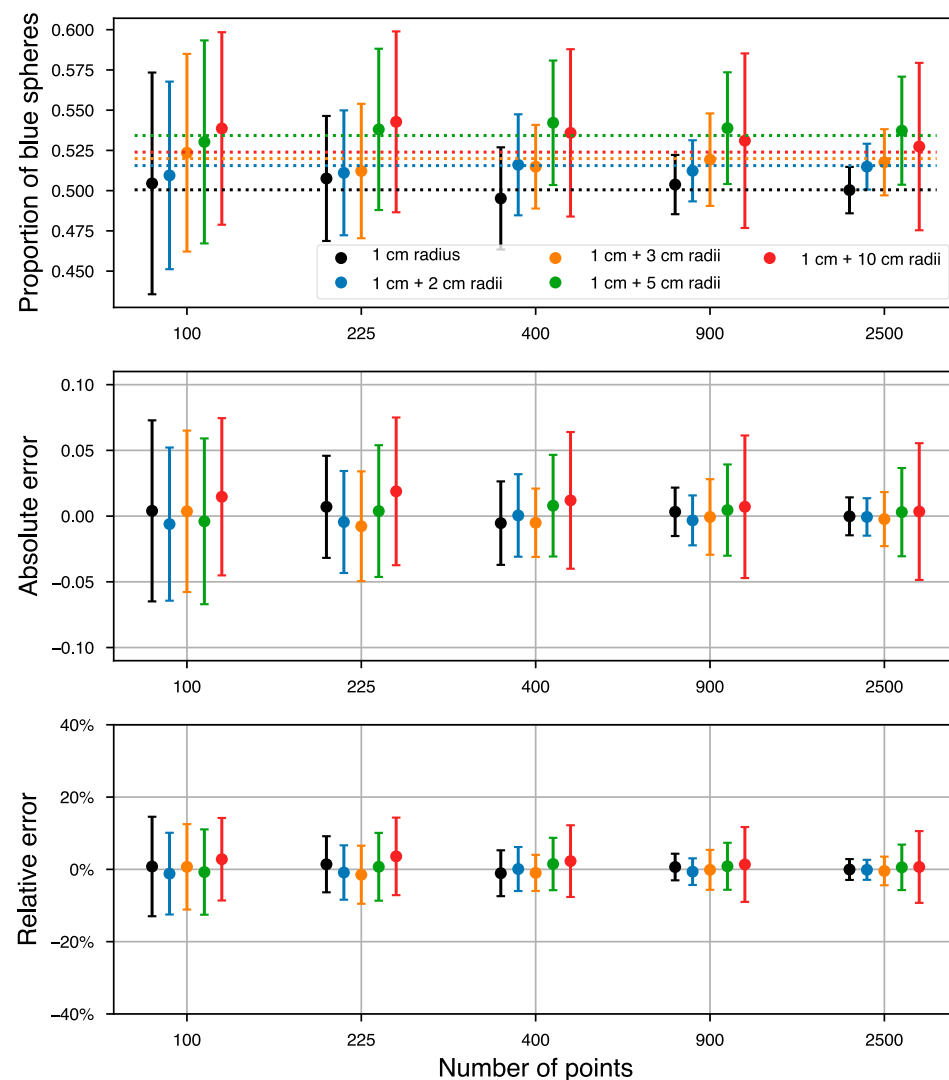 Proportion of blue spheres
0.600
0.575
0.550
0.525
0.500
0.475
0.450
1 cm radius
1 cm + 3 cm radii
1 cm + 10 cm radii
1 cm + 2 cm radii
1 cm + 5 cm radii
100 225 400 900 2500
Absolute error
0.10
0.05
0.00
−0.05
−0.10
100 225 400 900 2500
Relative error
40%
20%
0%
−20%
−40%
100 225 400 900 2500
Number of points